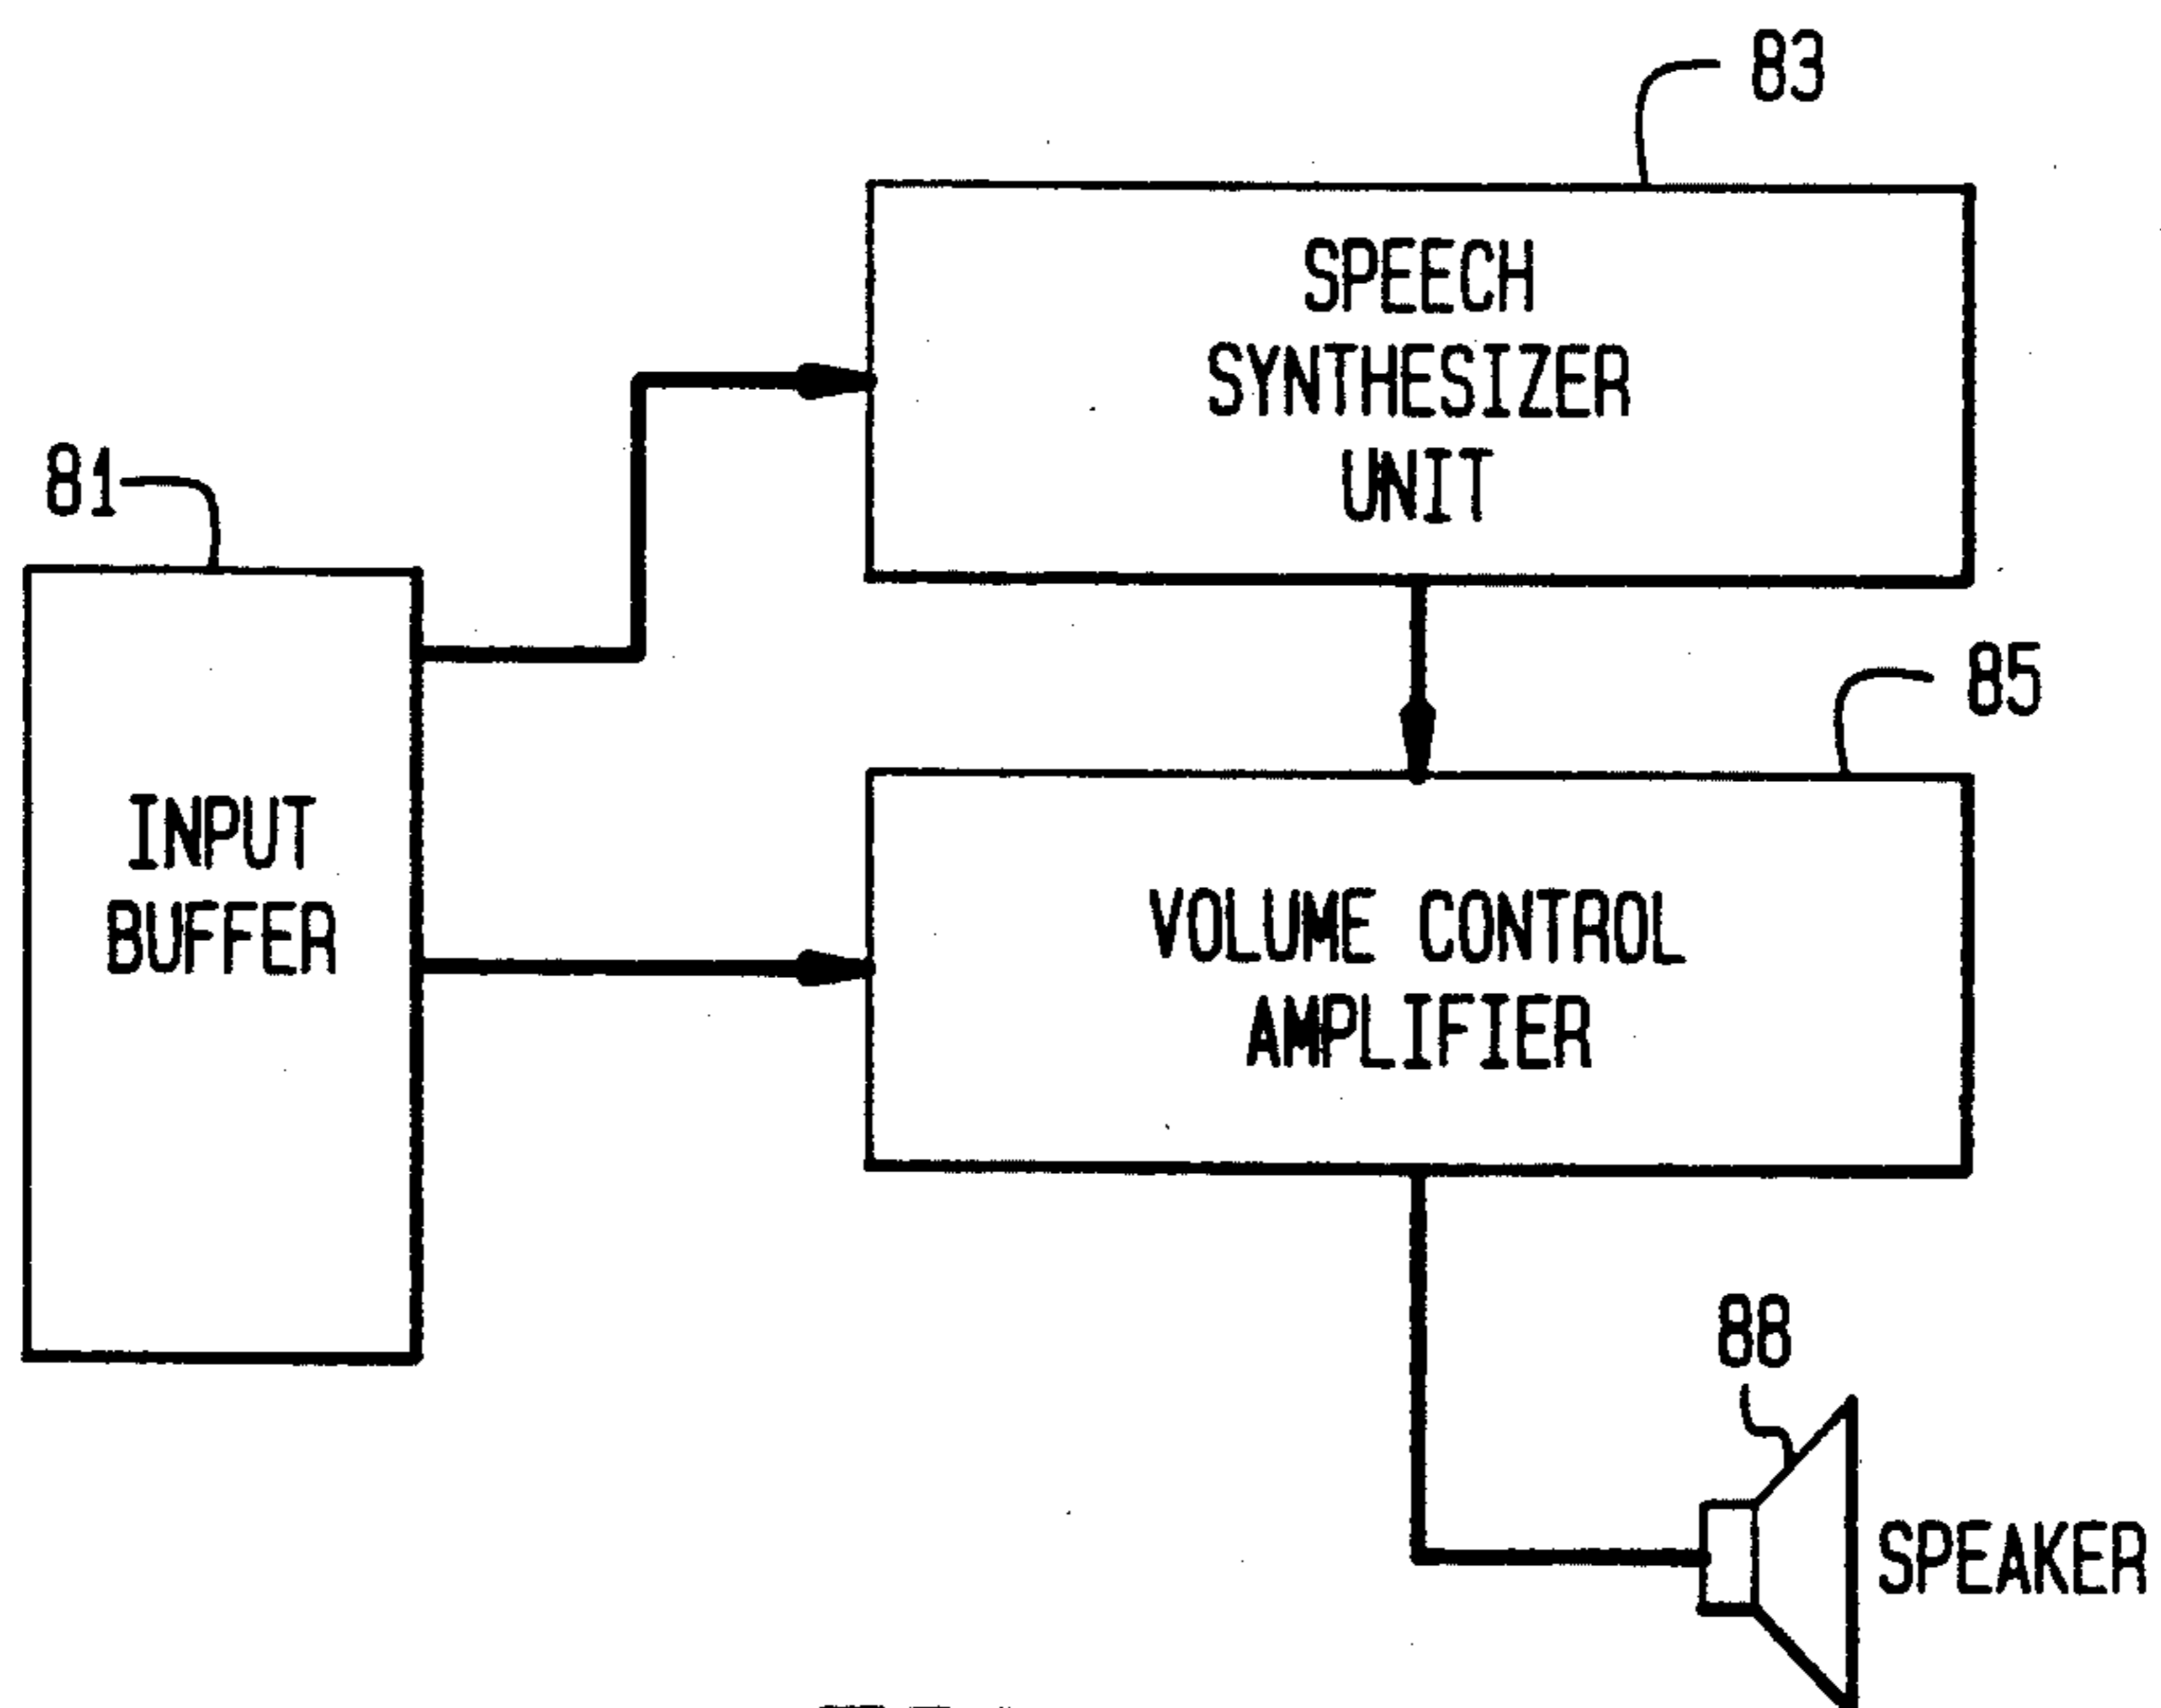 83
SPEECH
SYNTHESIZER
UNIT
81
85
INPUT
BUFFER
VOLUME CONTROL
AMPLIFIER
88
SPEAKER